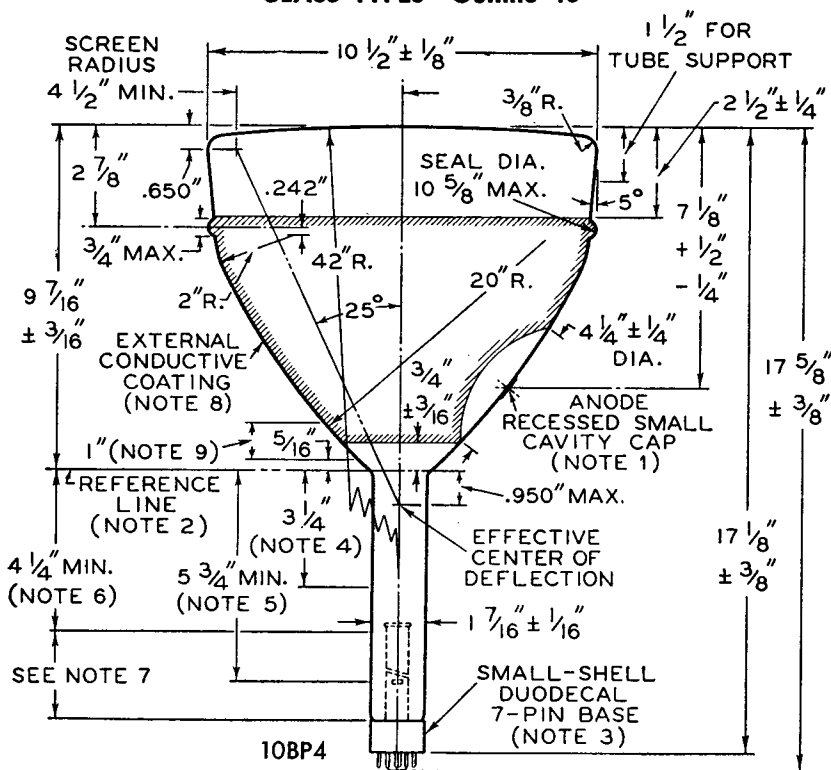 SCREEN
RADIUS
4 1/2" MIN.
10 1/2" ± 1/8"
1 1/2" FOR
TUBE SUPPORT
3/8" R.
2 1/2" ± 1/4"
2 7/8"
.650"
.242"
SEAL DIA.
10 5/8" MAX.
5°
7 1/8"
+ 1/2"
- 1/4"
3/4" MAX.
42" R.
20" R.
2" R.
25°
9 7/16"
± 3/16"
EXTERNAL
CONDUCTIVE
COATING
(NOTE 8)
3/4"
± 3/16"
4 1/4" ± 1/4"
DIA.
17 5/8"
± 3/8"
ANODE
RECESSED SMALL
CAVITY CAP
(NOTE 1)
1" (NOTE 9)
5/16"
REFERENCE
LINE
(NOTE 2)
.950" MAX.
3 1/4"
(NOTE 4)
EFFECTIVE
CENTER OF
DEFLECTION
17 1/8"
± 3/8"
4 1/4" MIN.
(NOTE 6)
5 3/4" MIN.
(NOTE 5)
1 7/16" ± 1/16"
SEE NOTE 7
SMALL-SHELL
DUODECAL
7-PIN BASE
(NOTE 3)
10BP4